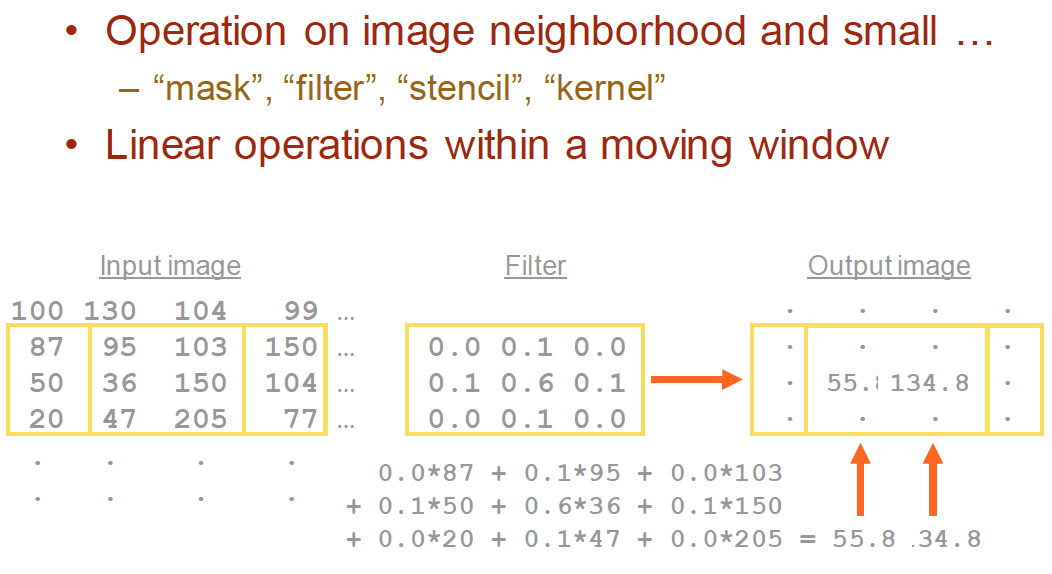 • Operation on image neighborhood and small …
– “mask”, “filter”, “stencil”, “kernel”
• Linear operations within a moving window
Input image Filter Output image
100 130 104 99 ... . . . .
87 95 103 150 ... 0.0 0.1 0.0 . . . .
50 36 150 104 ... 0.1 0.6 0.1 . 55.8 134.8 .
20 47 205 77 ... 0.0 0.1 0.0 . . . .
. . . .
0.0*87 + 0.1*95 + 0.0*103
. . . .
+ 0.1*50 + 0.6*36 + 0.1*150
+ 0.0*20 + 0.1*47 + 0.0*205 = 55.8 134.8